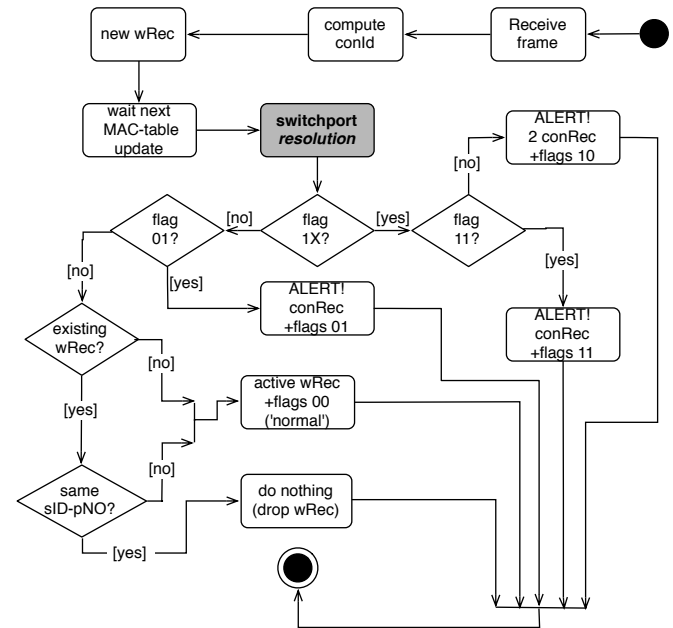 new wRec
compute
conId
Receive
frame
wait next
MAC-table
update
switchport
resolution
ALERT!
2 conRec
+flags 10
[no]
flag
01?
[no]
flag
1X?
[yes]
flag
11?
[no]
[yes]
[yes]
ALERT!
conRec
+flags 01
ALERT!
conRec
+flags 11
existing
wRec?
[no]
[yes]
active wRec
+flags 00
('normal')
[no]
same
sID-pNO?
do nothing
(drop wRec)
[yes]